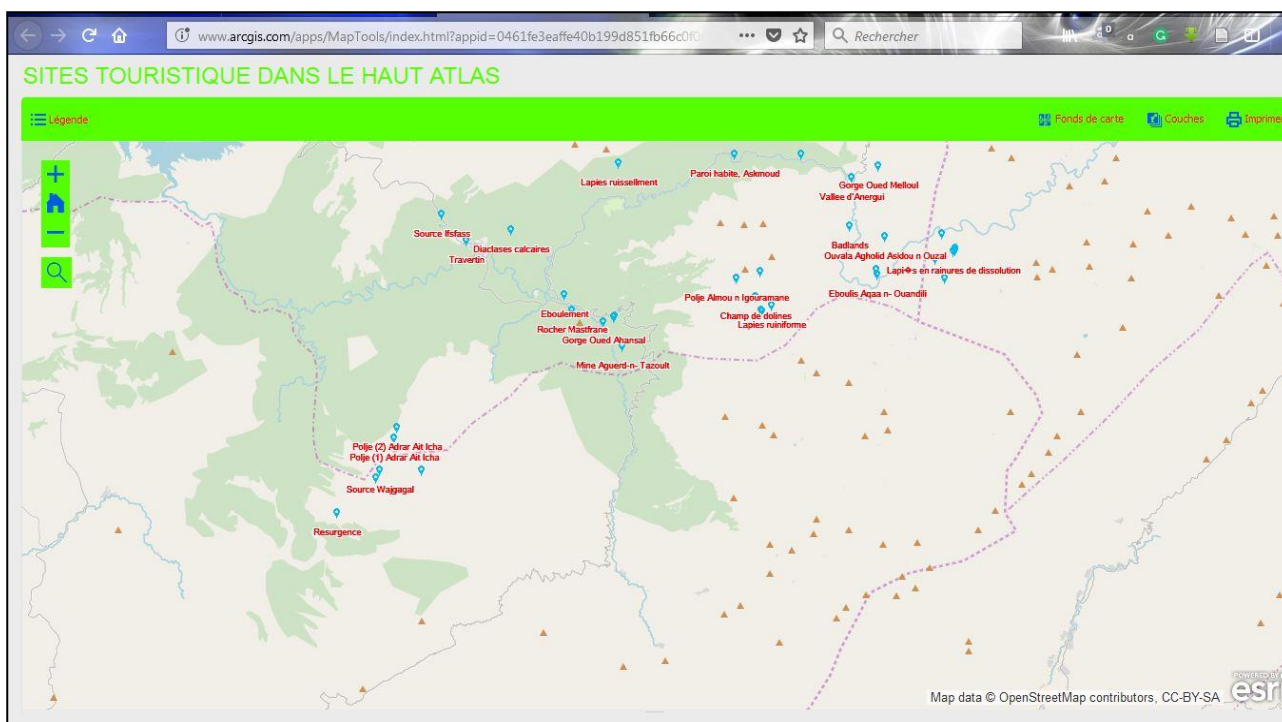 www.arcgis.com/apps/MapTools/index.html?appid=0461fe3eaffe40b199d851fb66c0f0
Rechercher
SITES TOURISTIQUE DANS LE HAUT ATLAS
Légende
Fonds de carte
Couches
Imprimer
Lapies ruissellment
Paroi habite, Askmoud
Gorge Oued Melloul
Vallee d'Anergui
Source Ifsfass
Diaclases calcaires
Travertin
Badlands
Ouvala Agholid Asidou n Ouzal
Lapi�s en rainures de dissolution
Eboulis Aqaa n- Ouandili
Polje Almou n Igouramane
Champ de dolines
Lapies ruiniforme
Eboulement
Rocher Mastfrane
Gorge Oued Ahansal
Mine Aguerd-n- Tazoult
Polje (2) Adrar Ait Icha
Polje (1) Adrar Ait Icha
Source Wajgagal
Resurgence
Map data © OpenStreetMap contributors, CC-BY-SA
POWERED BY
esri